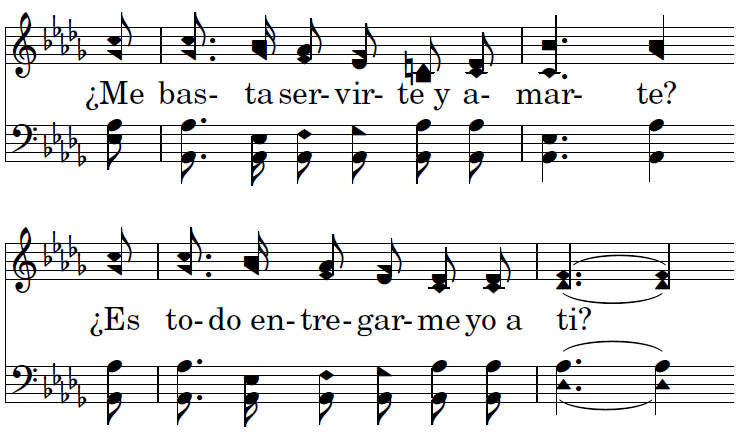 ¿Me bas- ta ser- vir- te y a- mar- te?
¿Es to- do en- tre- gar- me yo a ti?